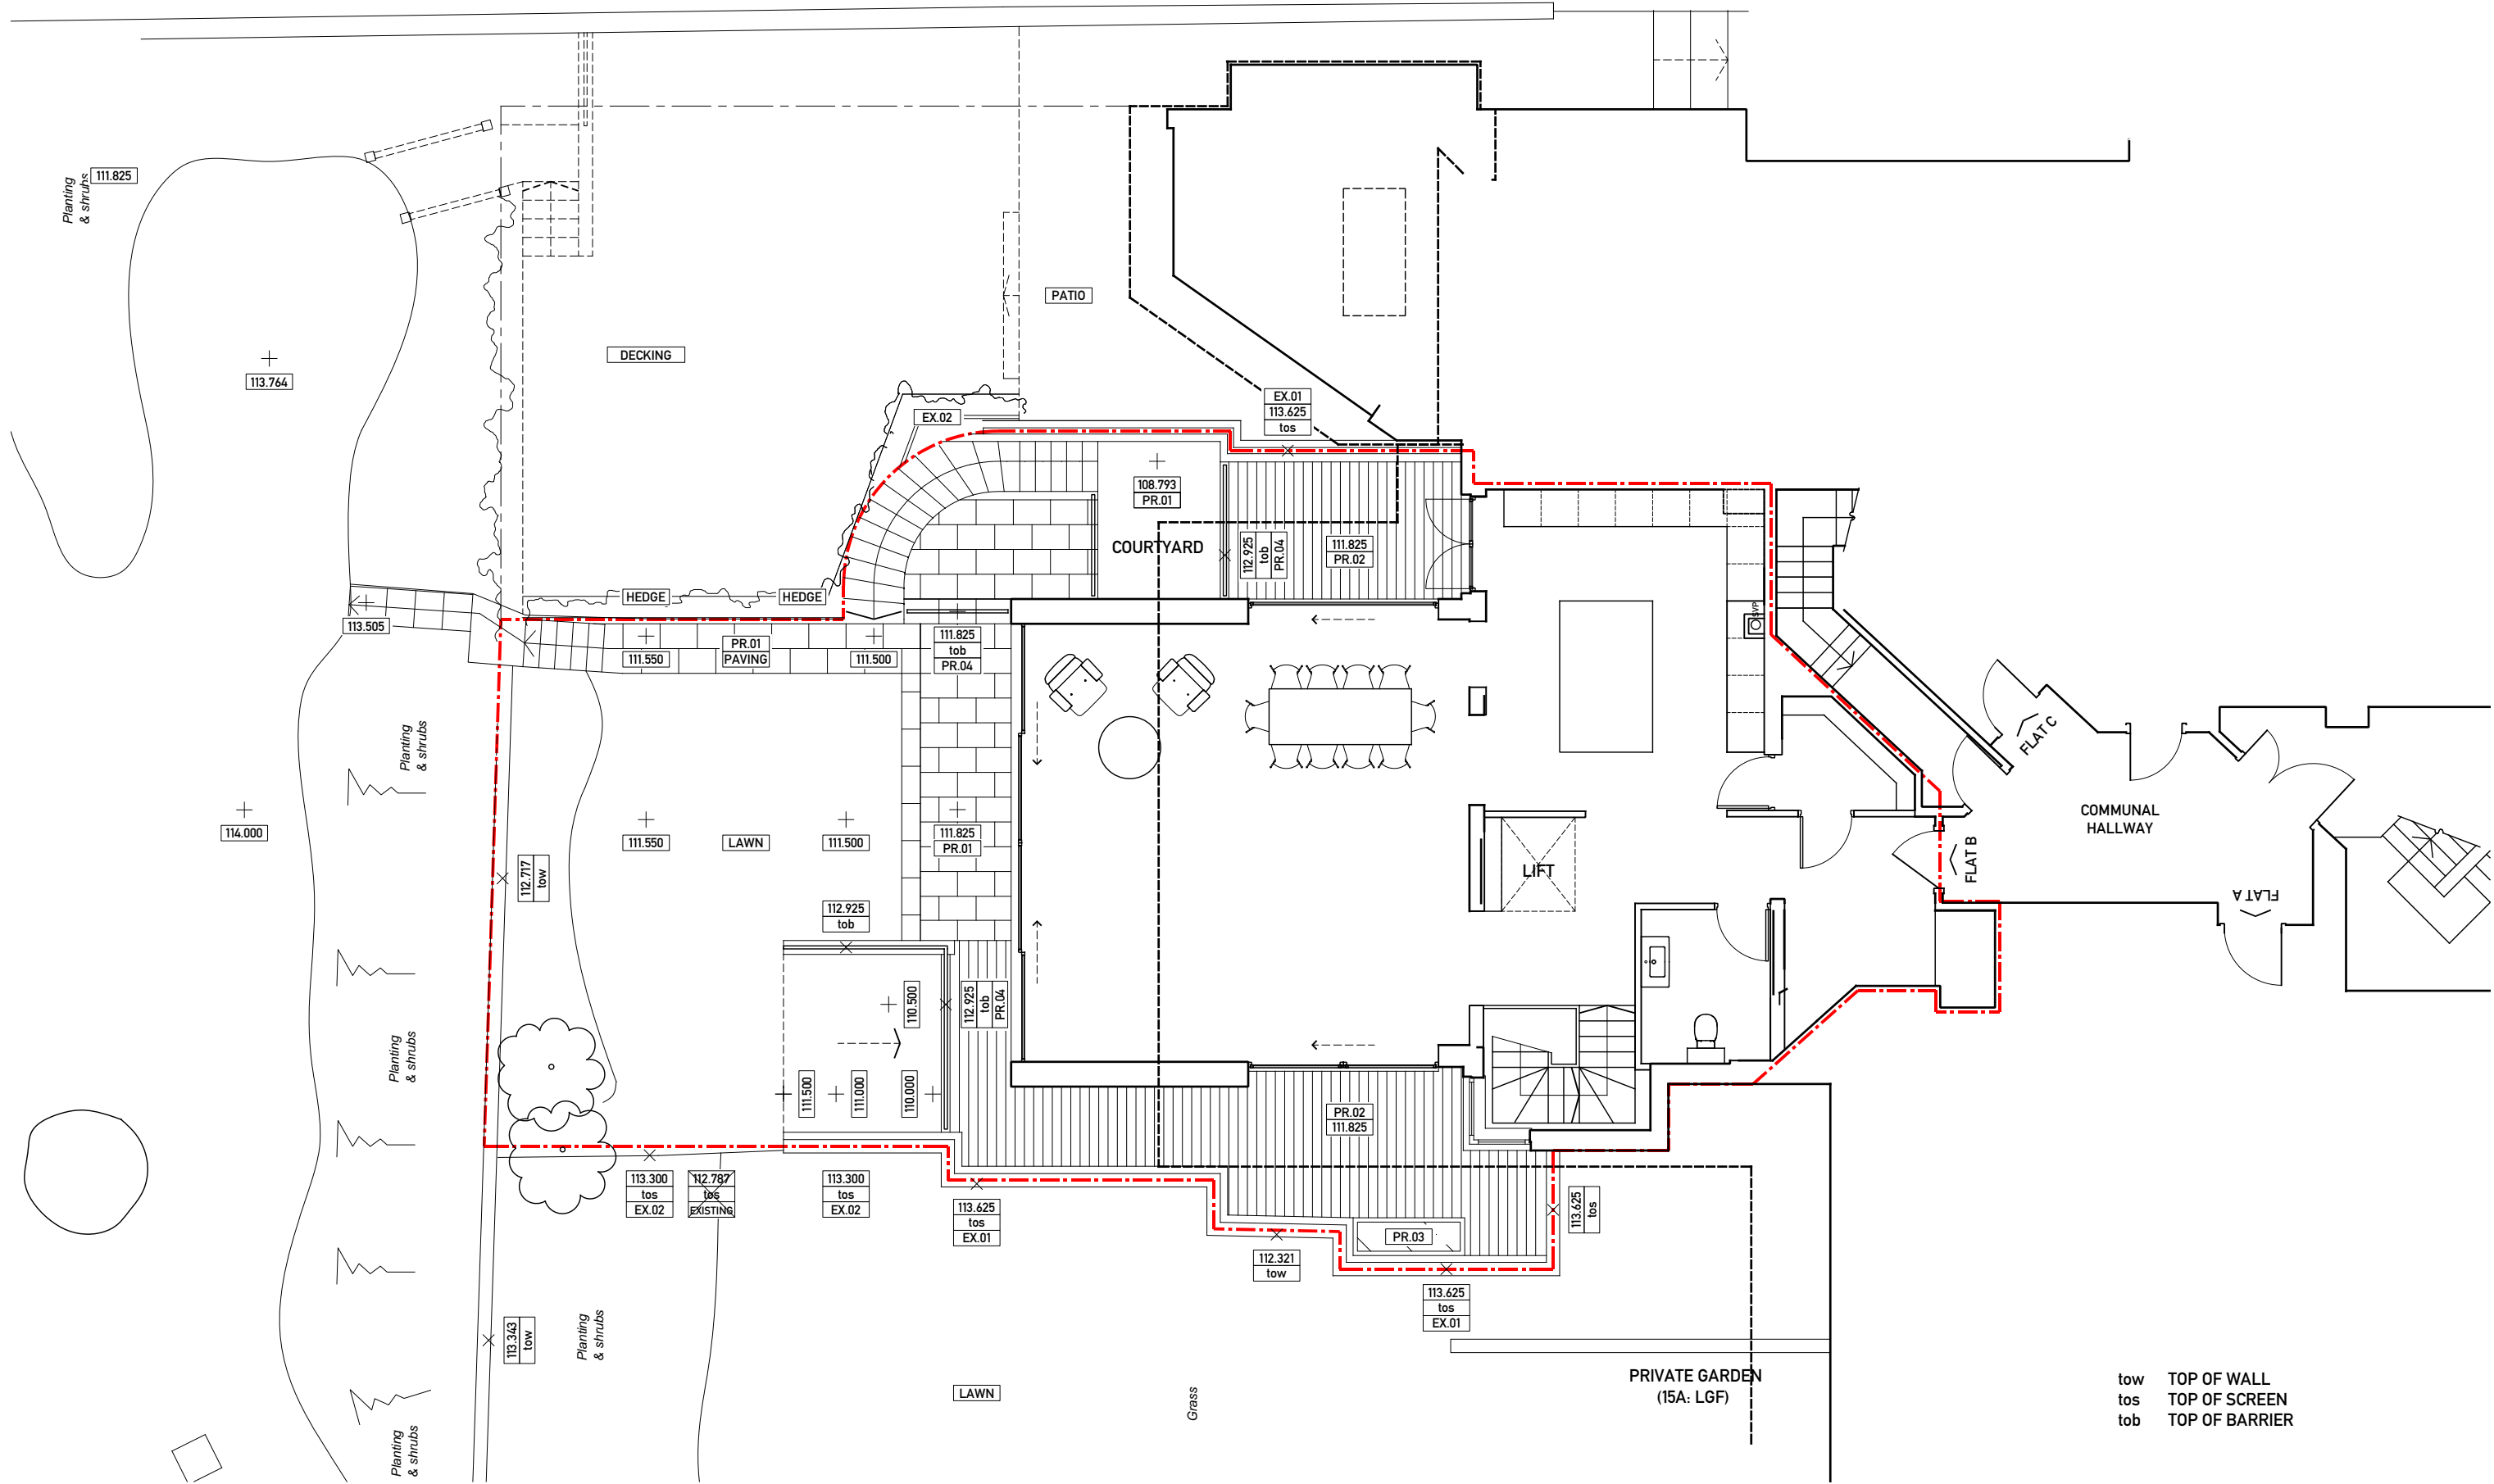 Planting
& shrubs
111.825
PATIO
DECKING
113.764
EX.01
113.625
tos
EX.02
108.793
PR.01
COURTYARD
112.925
tob
PR.04
111.825
PR.02
HEDGE
HEDGE
SVP
113.505
111.550
PR.01
PAVING
111.500
111.825
tob
PR.04
Planting
& shrubs
FLAT C
COMMUNAL
HALLWAY
114.000
111.550
LAWN
111.500
111.825
PR.01
112.717
tow
LIFT
FLAT B
FLAT A
112.925
tob
110.500
112.925
tob
PR.04
Planting
& shrubs
111.500
111.000
110.000
PR.02
111.825
113.300
tos
EX.02
112.787
tos
EXISTING
113.300
tos
EX.02
113.625
tos
EX.01
113.625
tos
PR.03
112.321
tow
113.625
tos
EX.01
113.343
tow
Planting
& shrubs
LAWN
Grass
PRIVATE GARDEN
(15A: LGF)
tow TOP OF WALL
tos TOP OF SCREEN
tob TOP OF BARRIER
Planting
& shrubs